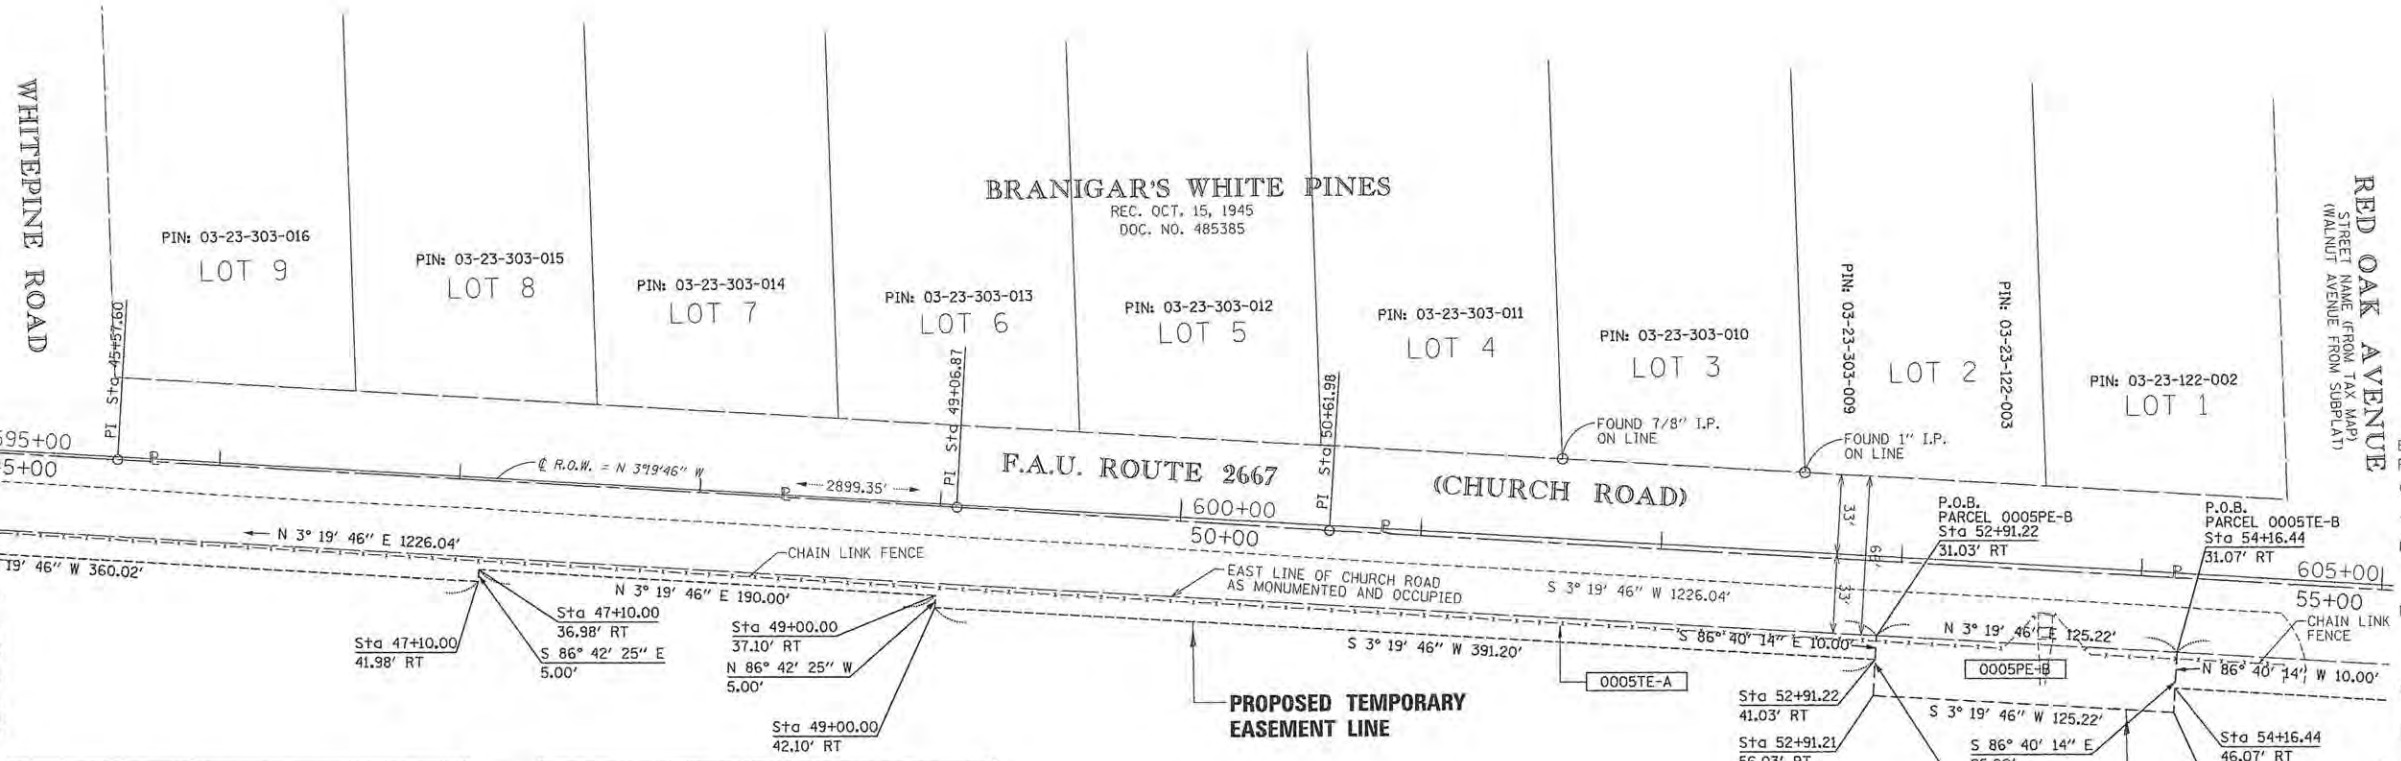 WHITEPINE ROAD
BRANIGAR'S WHITE PINES
REC. OCT. 15, 1945
DOC. NO. 485385
PIN: 03-23-303-016
LOT 9
PIN: 03-23-303-015
LOT 8
PIN: 03-23-303-014
LOT 7
PIN: 03-23-303-013
LOT 6
PIN: 03-23-303-012
LOT 5
PIN: 03-23-303-011
LOT 4
PIN: 03-23-303-010
LOT 3
PIN: 03-23-303-009
LOT 2
PIN: 03-23-122-003
PIN: 03-23-122-002
LOT 1
RED OAK AVENUE
STREET NAME (FROM TAX MAP)
(WALNUT AVENUE FROM SUBPLAT)
PI Sta 45+57.60
PI Sta 49+06.87
PI Sta 50+61.98
FOUND 7/8" I.P.
ON LINE
FOUND 1" I.P.
ON LINE
595+00
5+00
R.O.W. = N 3°19'46" W
2899.35'
F.A.U. ROUTE 2667
(CHURCH ROAD)
600+00
50+00
33'
33'
66'
P.O.B.
PARCEL 0005PE-B
Sta 52+91.22
31.03' RT
P.O.B.
PARCEL 0005TE-B
Sta 54+16.44
31.07' RT
605+00
55+00
N 3° 19' 46" E 1226.04'
CHAIN LINK FENCE
EAST LINE OF CHURCH ROAD
AS MONUMENTED AND OCCUPIED
S 3° 19' 46" W 1226.04'
19' 46" W 360.02'
N 3° 19' 46" E 190.00'
Sta 47+10.00
36.98' RT
Sta 47+10.00
41.98' RT
S 86° 42' 25" E
5.00'
Sta 49+00.00
37.10' RT
N 86° 42' 25" W
5.00'
Sta 49+00.00
42.10' RT
S 3° 19' 46" W 391.20'
S 86° 40' 14" E 10.00'
N 3° 19' 46" E 125.22'
CHAIN LINK
FENCE
0005TE-A
0005PE-B
N 86° 40' 14" W 10.00'
PROPOSED TEMPORARY
EASEMENT LINE
Sta 52+91.22
41.03' RT
S 3° 19' 46" W 125.22'
Sta 52+91.21
56.03' RT
S 86° 40' 14" E
Sta 54+16.44
46.07' RT